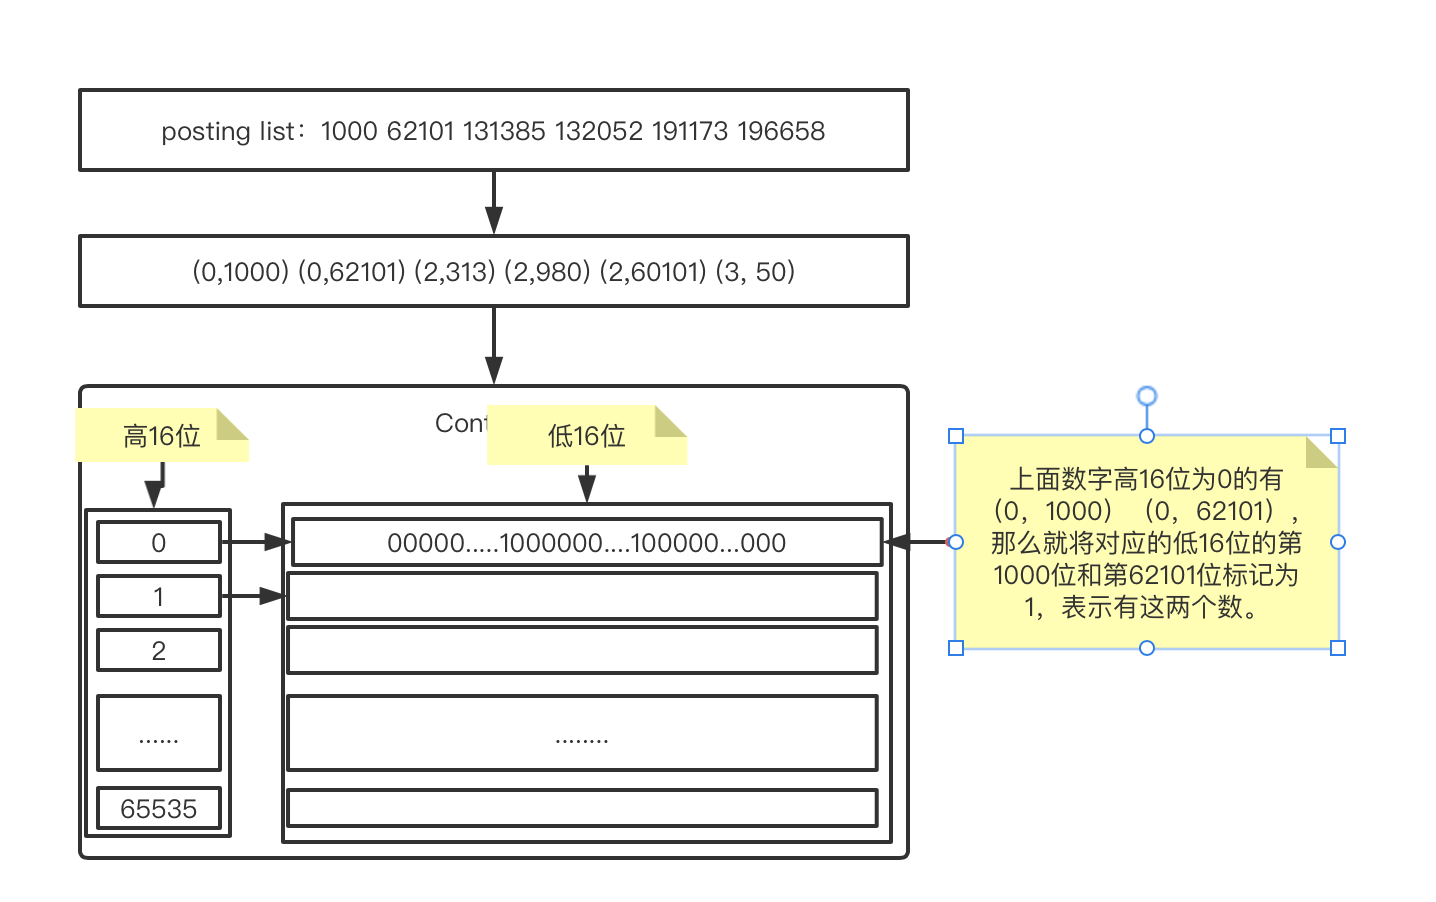 posting list：1000 62101 131385 132052 191173 196658
(0,1000) (0,62101) (2,313) (2,980) (2,60101) (3, 50)
高16位
低16位
0
00000.....1000000....100000...000
1
2
......
........
65535
上面数字高16位为0的有
（0，1000）（0，62101），
那么就将对应的低16位的第
1000位和第62101位标记为
1，表示有这两个数。